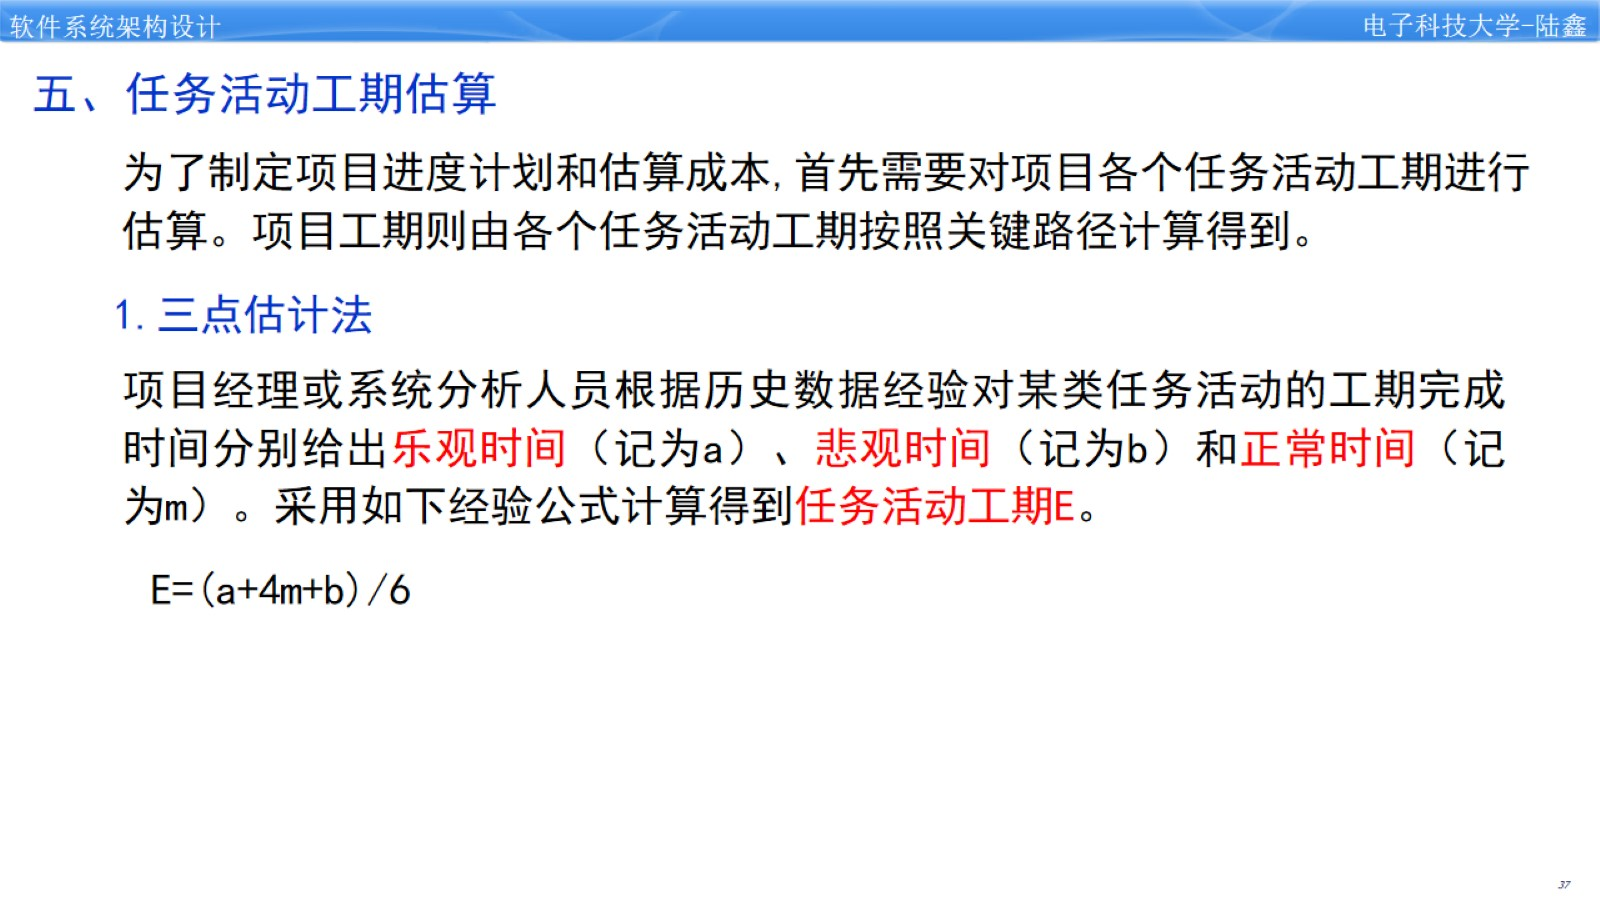 软件系统架构设计
电子科技大学-陆鑫
五、任务活动工期估算
为了制定项目进度计划和估算成本,首先需要对项目各个任务活动工期进行
估算。项目工期则由各个任务活动工期按照关键路径计算得到。
1.三点估计法
项目经理或系统分析人员根据历史数据经验对某类任务活动的工期完成
时间分别给出乐观时间（记为a）、悲观时间（记为b）和正常时间（记
为m）。采用如下经验公式计算得到任务活动工期E。
E=(a+4m+b)/6
37